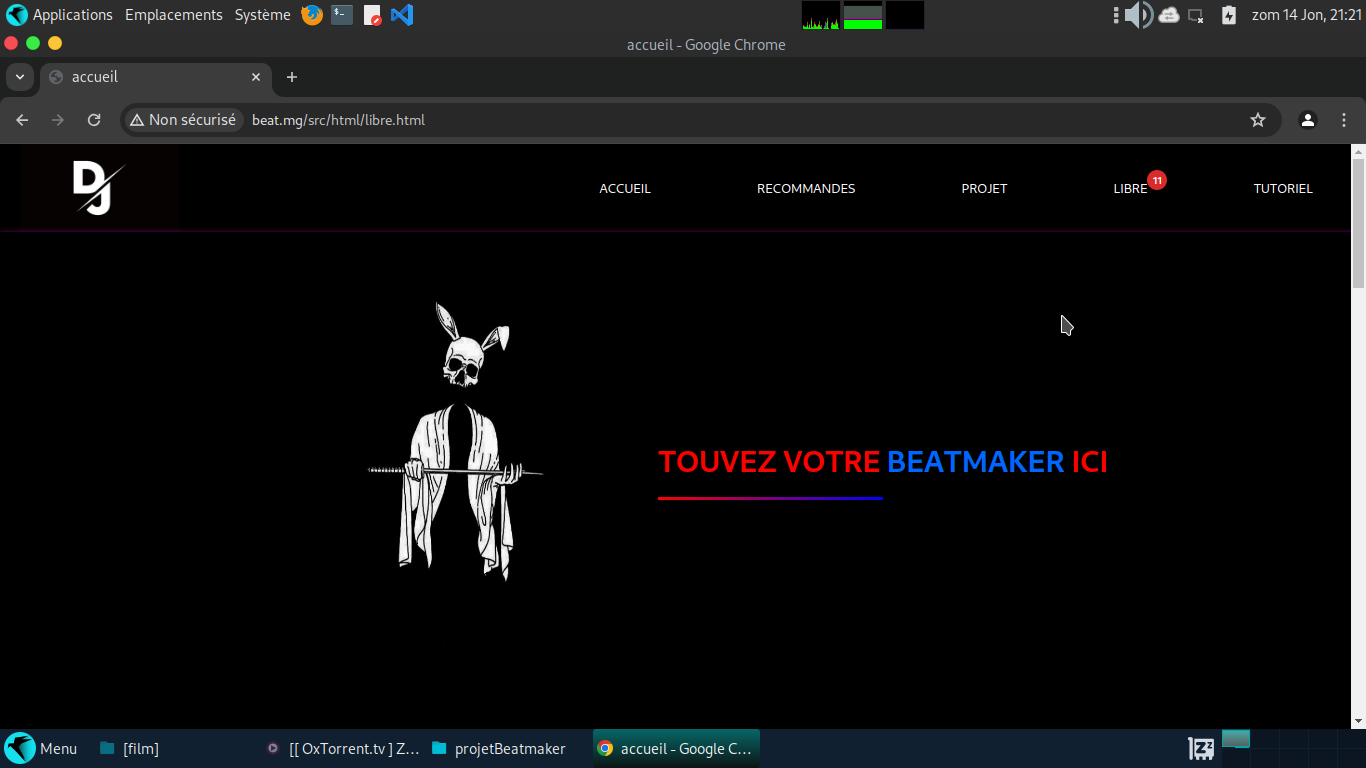 Applications Emplacements Système
zom 14 Jon, 21:21
accueil - Google Chrome
accueil
Non sécurisé beat.mg/src/html/libre.html
DJ
ACCUEIL RECOMMANDES PROJET LIBRE 11 TUTORIEL
TOUVEZ VOTRE BEATMAKER ICI
Menu [film] [[ OxTorrent.tv ] Z... projetBeatmaker accueil - Google C...